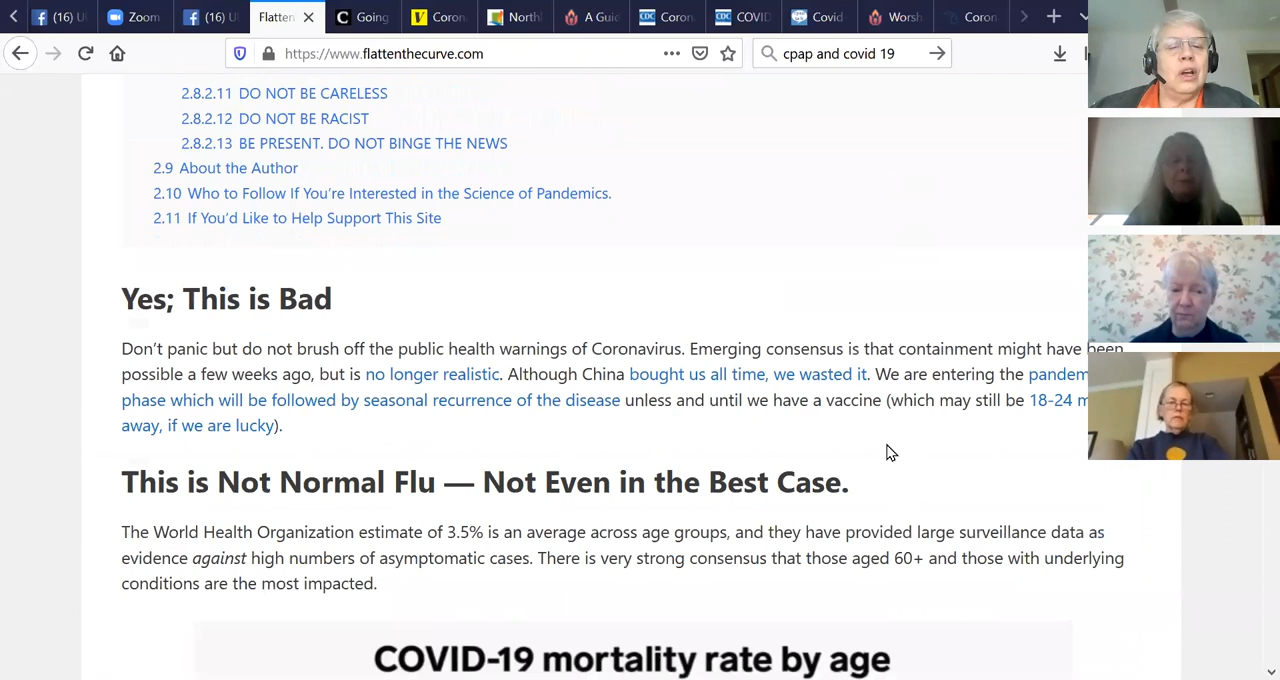 (16) U
Zoom
(16) U
Flatten
Going
Coron
North
A Gui
CDC
Coron
CDC
COVID
Covid
Worsh
Coron
https://www.flattenthecurve.com
cpap and covid 19
2.8.2.11 DO NOT BE CARELESS
2.8.2.12 DO NOT BE RACIST
2.8.2.13 BE PRESENT. DO NOT BINGE THE NEWS
2.9 About the Author
2.10 Who to Follow If You’re Interested in the Science of Pandemics.
2.11 If You’d Like to Help Support This Site
Yes; This is Bad
Don’t panic but do not brush off the public health warnings of Coronavirus. Emerging consensus is that containment might have been
possible a few weeks ago, but is no longer realistic. Although China bought us all time, we wasted it. We are entering the pandem
phase which will be followed by seasonal recurrence of the disease unless and until we have a vaccine (which may still be 18-24 m
away, if we are lucky).
This is Not Normal Flu — Not Even in the Best Case.
The World Health Organization estimate of 3.5% is an average across age groups, and they have provided large surveillance data as
evidence against high numbers of asymptomatic cases. There is very strong consensus that those aged 60+ and those with underlying
conditions are the most impacted.
COVID-19 mortality rate by age